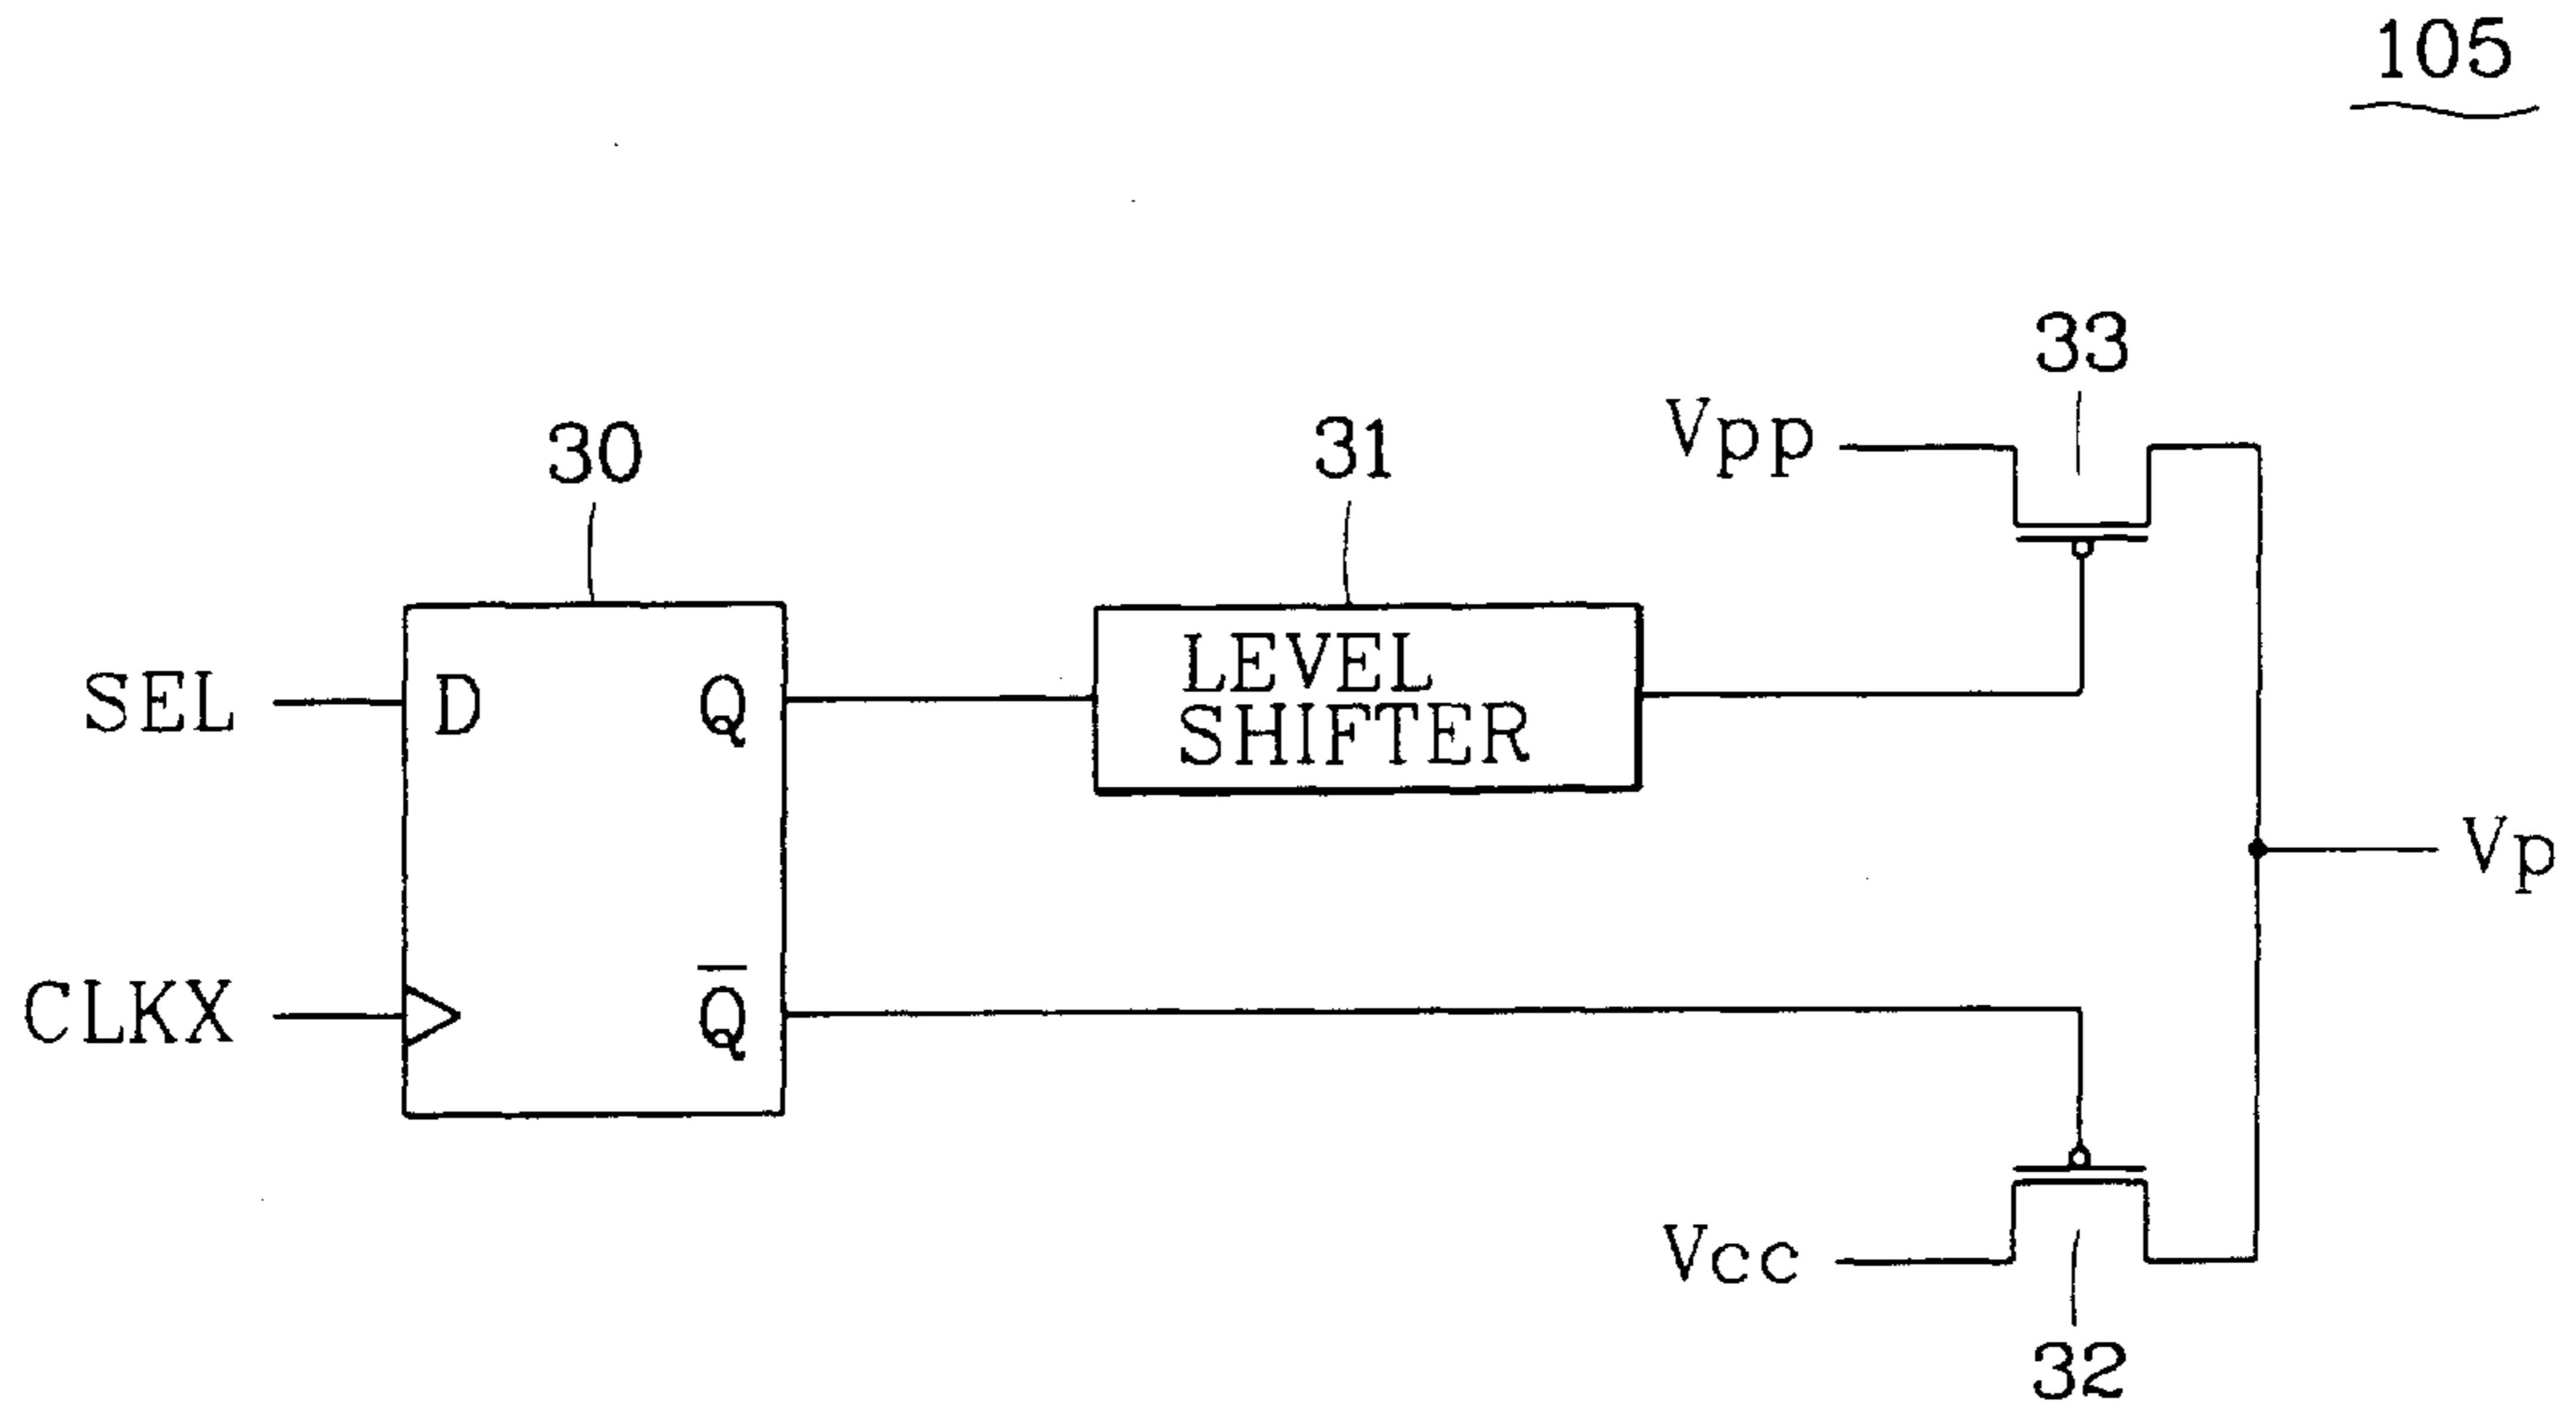 105
33
Vpp
30
31
LEVEL
SHIFTER
SEL
D
Q
Vp
CLKX
Q̅
Vcc
32